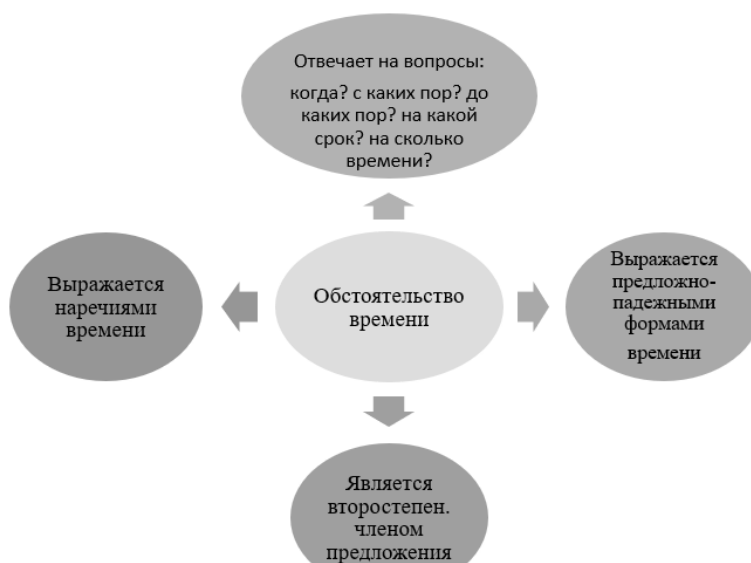 Отвечает на вопросы:
когда? с каких пор? до
каких пор? на какой
срок? на сколько
времени?
Выражается
наречиями
времени
Обстоятельство
времени
Выражается
предложно-
падежными
формами
времени
Является
второстепен.
членом
предложения